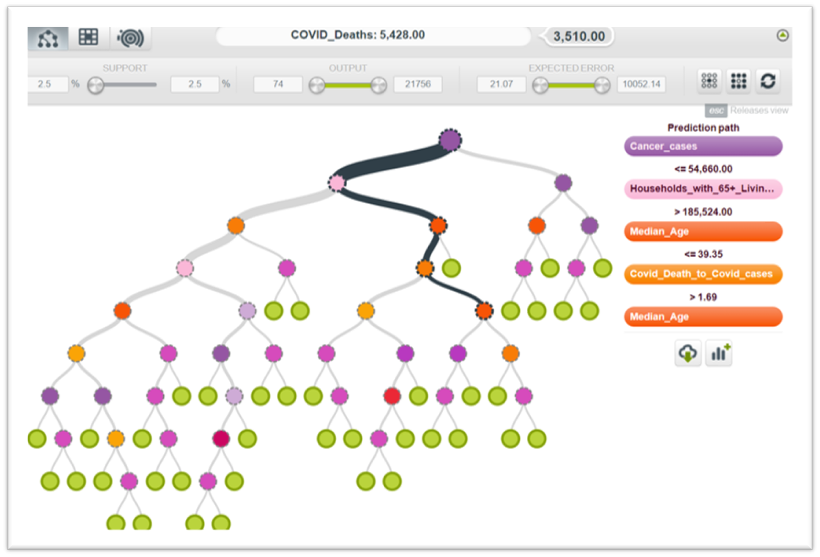 COVID_Deaths: 5,428.00
3,510.00
SUPPORT
OUTPUT
EXPECTED ERROR
2.5 % 2.5 % 74 21756 21.07 10052.14
esc Releases view
Prediction path
Cancer_cases
<= 54,660.00
Households_with_65+_Livin...
> 185,524.00
Median_Age
<= 39.35
Covid_Death_to_Covid_cases
> 1.69
Median_Age